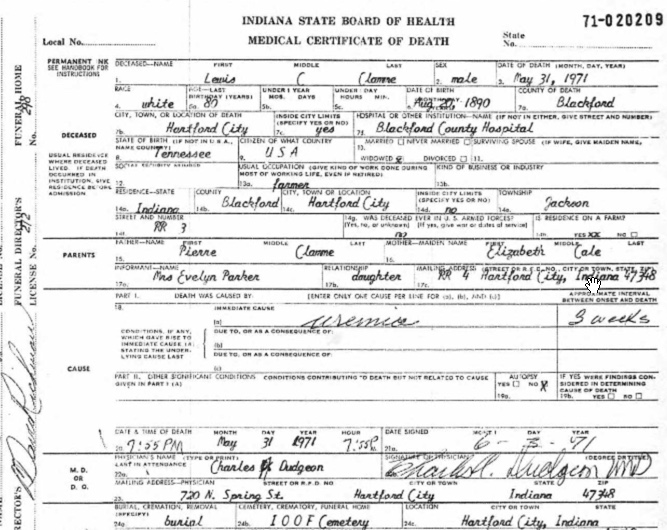 INDIANA STATE BOARD OF HEALTH
71-020209
Local No. MEDICAL CERTIFICATE OF DEATH State No.
PERMANENT INK
SEE HANDBOOK FOR
INSTRUCTIONS
DECEASED—NAME FIRST MIDDLE LAST SEX DATE OF DEATH (MONTH, DAY, YEAR)
1. Lewis C Clamme 2. male 3. May 31, 1971
RACE AGE—LAST BIRTHDAY (YEARS) UNDER 1 YEAR MOS. DAYS UNDER 1 DAY HOURS MIN. DATE OF BIRTH COUNTY OF DEATH
4. white 5a. 80 5b. 5c. 6. Aug 1890 7a. Blackford
CITY, TOWN, OR LOCATION OF DEATH INSIDE CITY LIMITS (SPECIFY YES OR NO) HOSPITAL OR OTHER INSTITUTION—NAME (IF NOT IN EITHER, GIVE STREET AND NUMBER)
7b. Hartford City 7c. yes 7d. Blackford County Hospital
DECEASED
STATE OF BIRTH (IF NOT IN U.S.A., NAME COUNTRY) CITIZEN OF WHAT COUNTRY MARRIED NEVER MARRIED SURVIVING SPOUSE (IF WIFE, GIVE MAIDEN NAME)
8. Tennessee 9. USA WIDOWED DIVORCED 11.
USUAL RESIDENCE
WHERE DECEASED
LIVED. IF DEATH
OCCURRED IN
INSTITUTION, GIVE
RESIDENCE BEFORE
ADMISSION.
SOCIAL SECURITY NUMBER USUAL OCCUPATION (GIVE KIND OF WORK DONE DURING MOST OF WORKING LIFE, EVEN IF RETIRED) KIND OF BUSINESS OR INDUSTRY
12. 13a. farmer 13b.
RESIDENCE—STATE COUNTY CITY, TOWN OR LOCATION INSIDE CITY LIMITS (SPECIFY YES OR NO) TOWNSHIP
14a. Indiana 14b. Blackford 14c. Hartford City 14d. no 14e. Jackson
STREET AND NUMBER 14g. WAS DECEASED EVER IN U.S. ARMED FORCES? IS RESIDENCE ON A FARM?
14f. RR 3 (Yes, no, or unknown) (If yes, give war or dates of service) no 14h. YES XX NO
PARENTS
FATHER—NAME FIRST MIDDLE LAST MOTHER—MAIDEN NAME FIRST MIDDLE LAST
15. Pierre Clamme 16. Elizabeth Cale
INFORMANT—NAME RELATIONSHIP MAILING ADDRESS (STREET OR R.F.D. NO., CITY OR TOWN, STATE, ZIP)
17a. Mrs Evelyn Parker 17b. daughter 17c. RR 4 Hartford City, Indiana 47348
PART I. DEATH WAS CAUSED BY: [ENTER ONLY ONE CAUSE PER LINE FOR (a), (b), AND (c)] APPROXIMATE INTERVAL BETWEEN ONSET AND DEATH
18. IMMEDIATE CAUSE
(a) uremia 3 weeks
CONDITIONS, IF ANY,
WHICH GAVE RISE TO
IMMEDIATE CAUSE (a)
STATING THE UNDER-
LYING CAUSE LAST
DUE TO, OR AS A CONSEQUENCE OF:
(b)
DUE TO, OR AS A CONSEQUENCE OF:
(c)
CAUSE
PART II. OTHER SIGNIFICANT CONDITIONS CONDITIONS CONTRIBUTING TO DEATH BUT NOT RELATED TO CAUSE GIVEN IN PART I (A) AUTOPSY YES NO X 19a. IF YES WERE FINDINGS CONSIDERED IN DETERMINING CAUSE OF DEATH 19b. YES NO
DATE & TIME OF DEATH MONTH DAY YEAR HOUR DATE SIGNED MONTH DAY YEAR
20. 7:55 PM May 31 1971 7:55P 21a. 6- 71
M.D.
OR
D.O.
PHYSICIAN'S NAME (TYPE OR PRINT) LAST IN ATTENDANCE SIGNATURE OF PHYSICIAN (DEGREE OR TITLE)
22a. Charles Dudgeon Dudgeon MD
MAILING ADDRESS—PHYSICIAN STREET OR R.F.D. NO CITY OR TOWN STATE ZIP
23. 720 N. Spring St. Hartford City Indiana 47348
BURIAL, CREMATION, REMOVAL (SPECIFY) CEMETERY, CREMATORY, FUNERAL HOME LOCATION CITY OR TOWN STATE
24a. burial 24b. IOOF Cemetery 24c. Hartford City, Indiana
FUNERAL HOME
No.
FUNERAL DIRECTOR'S
LICENSE No.